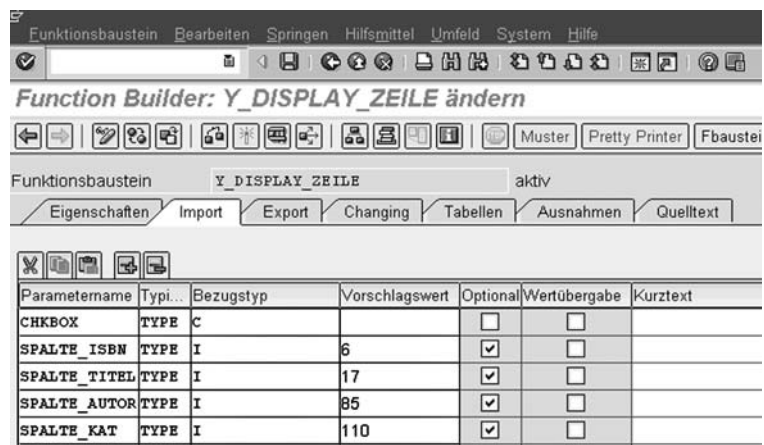 Funktionsbaustein Bearbeiten Springen Hilfsmittel Umfeld System Hilfe
Function Builder: Y_DISPLAY_ZEILE ändern
Muster Pretty Printer Fbaustei
Funktionsbaustein Y_DISPLAY_ZEILE aktiv
Eigenschaften Import Export Changing Tabellen Ausnahmen Quelltext
Parametername Typi... Bezugstyp Vorschlagswert Optional Wertübergabe Kurztext
CHKBOX TYPE C
SPALTE_ISBN TYPE I 6
SPALTE_TITEL TYPE I 17
SPALTE_AUTOR TYPE I 85
SPALTE_KAT TYPE I 110